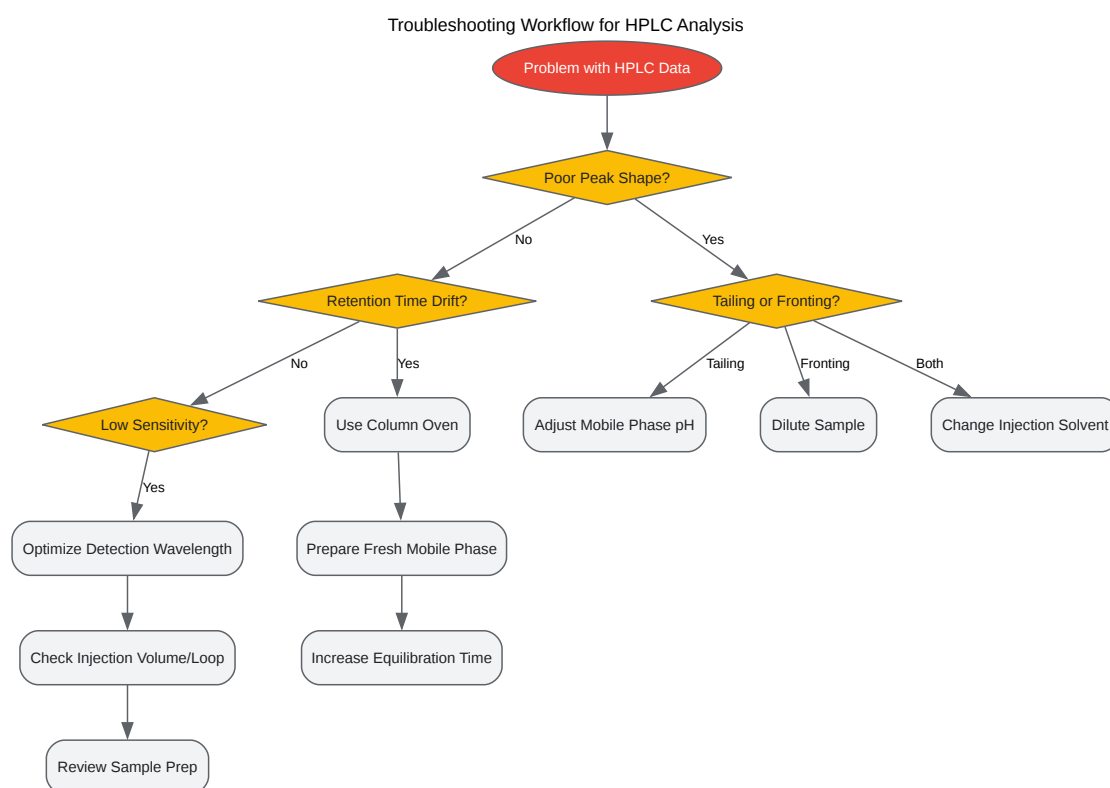 Troubleshooting Workflow for HPLC Analysis
Problem with HPLC Data
Poor Peak Shape?
No
Yes
Retention Time Drift?
Tailing or Fronting?
No
Yes
Tailing
Fronting
Both
Low Sensitivity?
Use Column Oven
Adjust Mobile Phase pH
Dilute Sample
Change Injection Solvent
Yes
Optimize Detection Wavelength
Prepare Fresh Mobile Phase
Check Injection Volume/Loop
Increase Equilibration Time
Review Sample Prep